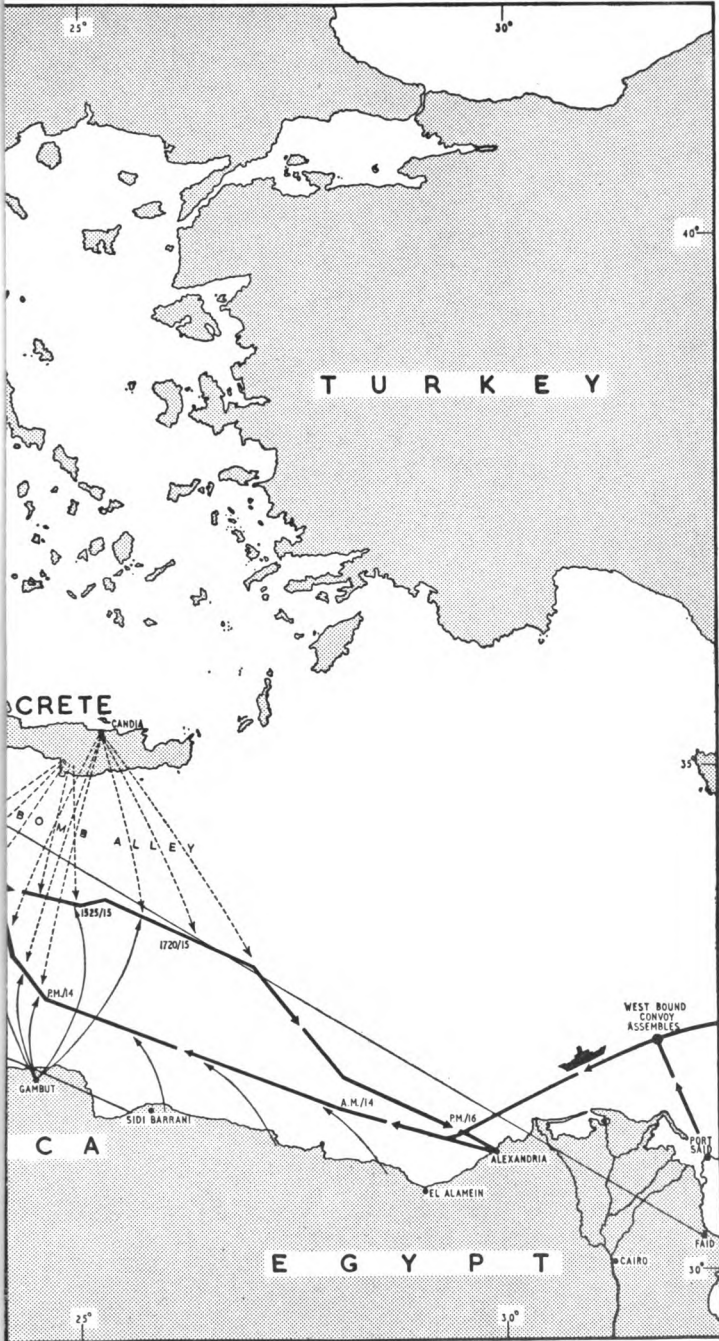 25°
30°
40°
TURKEY
CRETE
CANDIA
35°
BOMB ALLEY
1525/15
1720/15
P.M./14
WEST BOUND
CONVOY
ASSEMBLES
GAMBUT
SIDI BARRANI
A.M./14
P.M./16
CA
ALEXANDRIA
PORT
SAID
EL ALAMEIN
FAID
EGYPT
CAIRO
30°
25°
30°